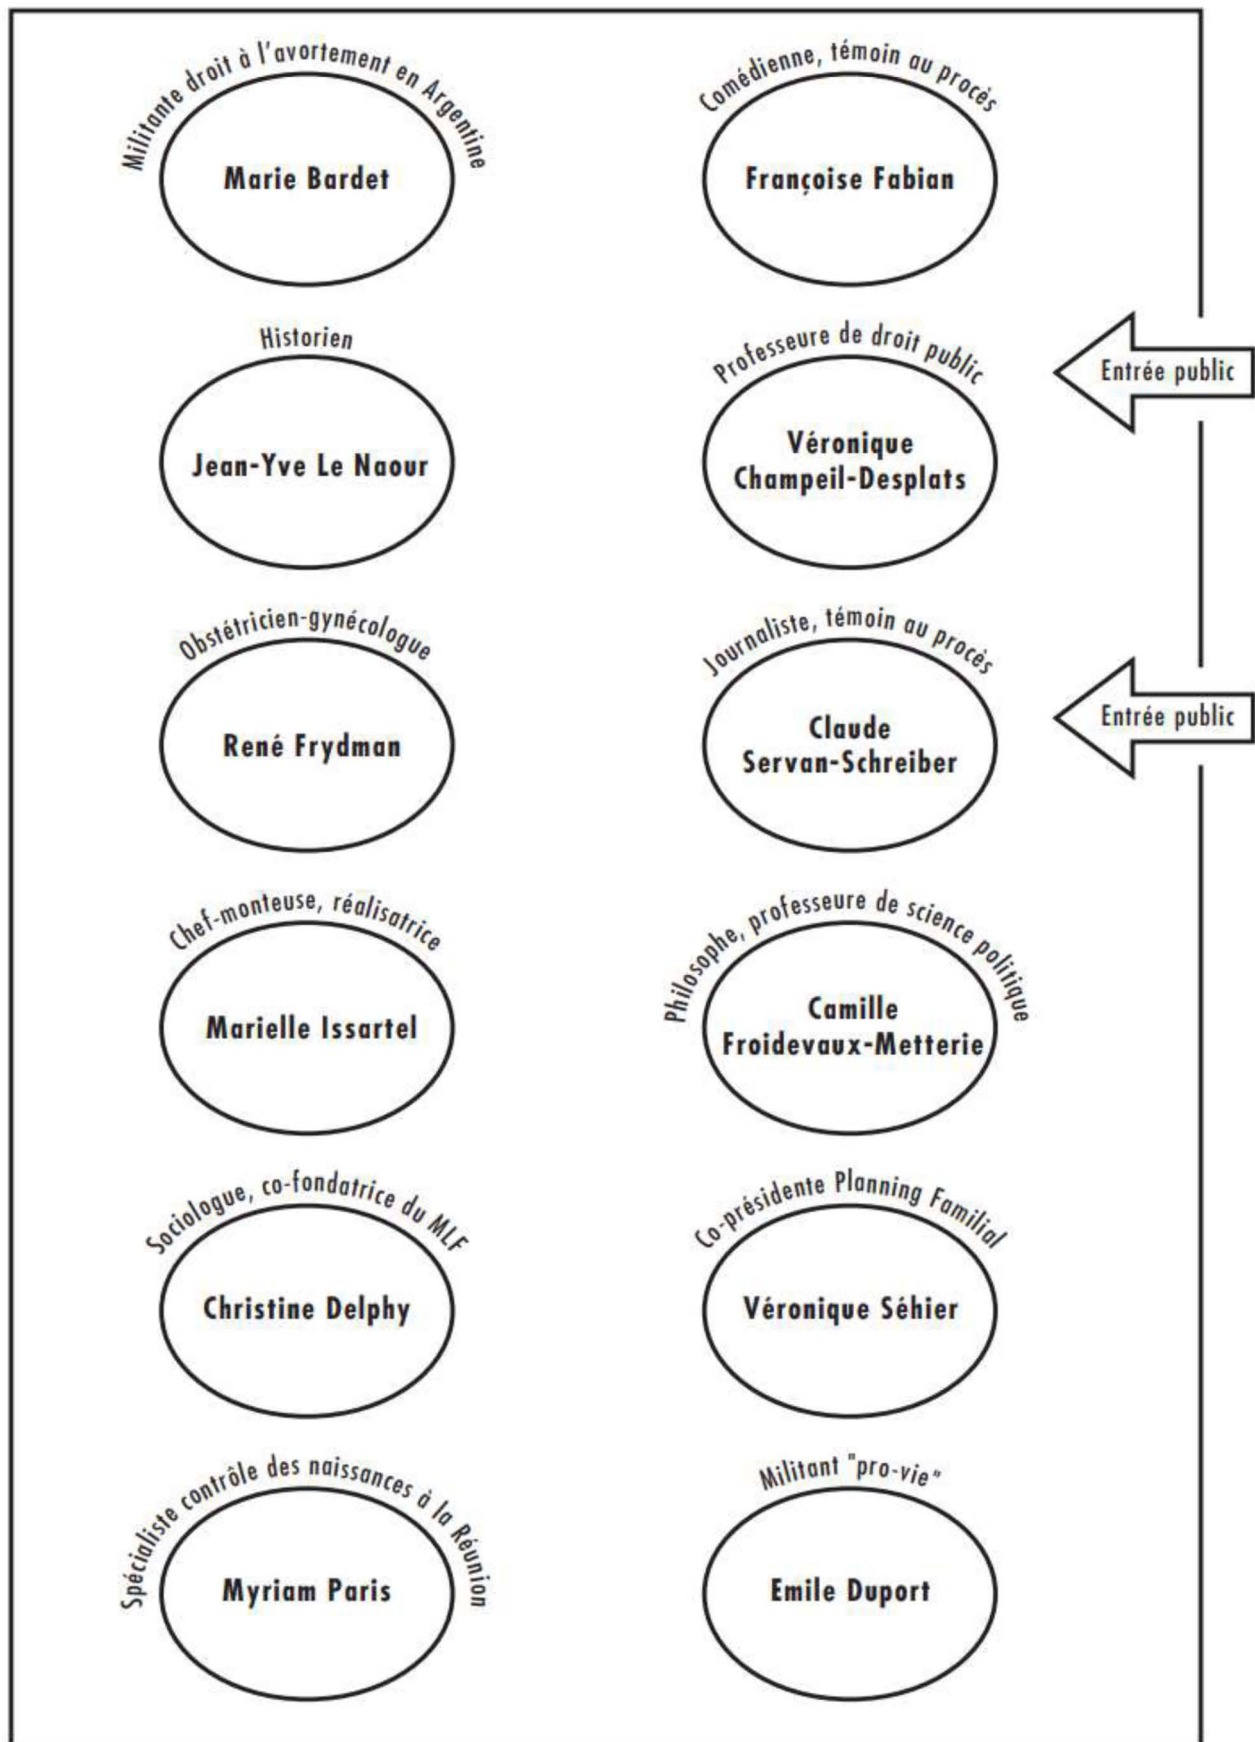 Militante droit à l'avortement en Argentine
Marie Bardet
Comédienne, témoin au procès
Françoise Fabian
Historien
Jean-Yve Le Naour
Professeure de droit public
Véronique
Champeil-Desplats
Entrée public
Obstétricien-gynécologue
René Frydman
Journaliste, témoin au procès
Claude
Servan-Schreiber
Entrée public
Chef-monteuse, réalisatrice
Marielle Issartel
Philosophe, professeure de science politique
Camille
Froidevaux-Metterie
Sociologue, co-fondatrice du MLF
Christine Delphy
Co-présidente Planning Familial
Véronique Séhier
Spécialiste contrôle des naissances à la Réunion
Myriam Paris
Militant "pro-vie"
Emile Duport